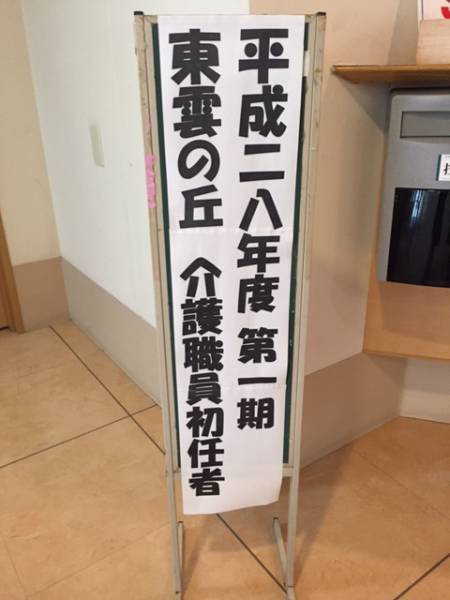 平成二八年度 第一期
東雲の丘 介護職員初任者